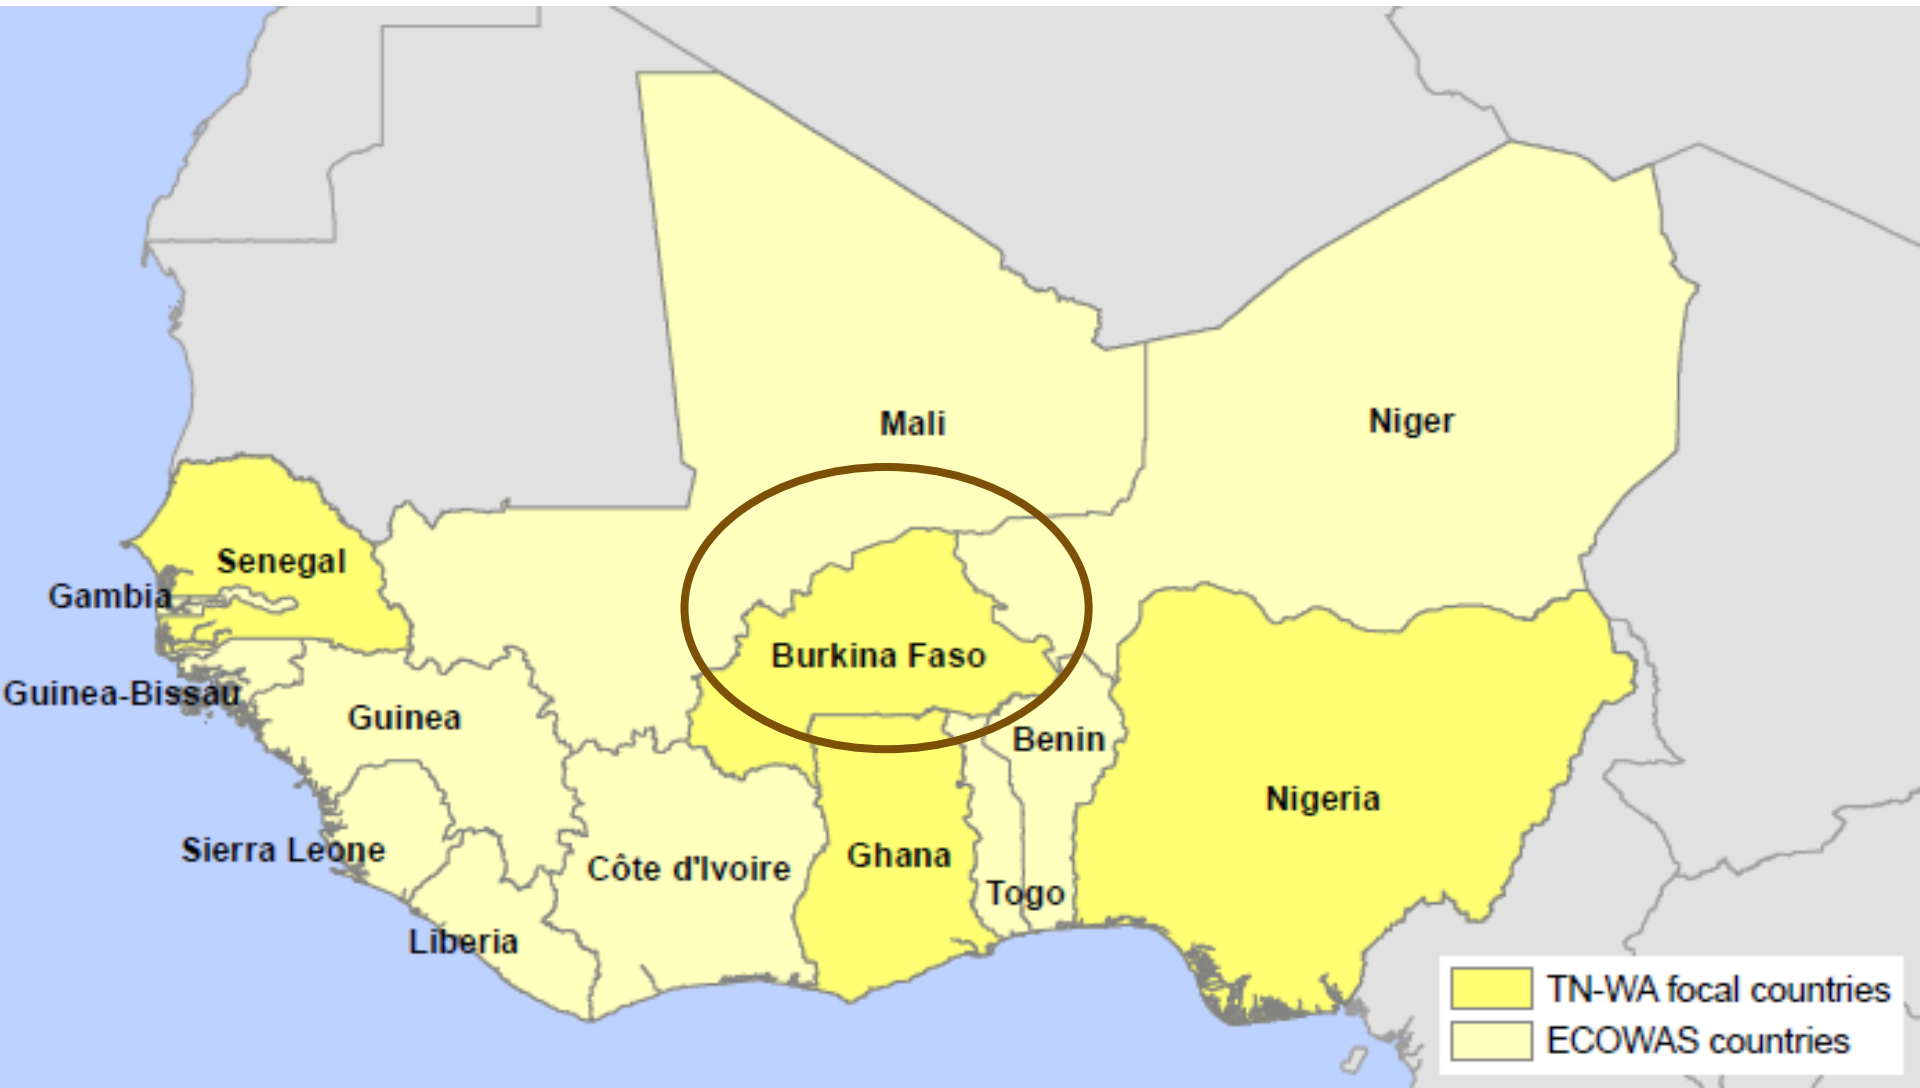 Mali
Niger
Senegal
Gambia
Burkina Faso
Guinea-Bissau
Guinea
Benin
Nigeria
Sierra Leone
Côte d'Ivoire
Ghana
Togo
Liberia
TN-WA focal countries
ECOWAS countries